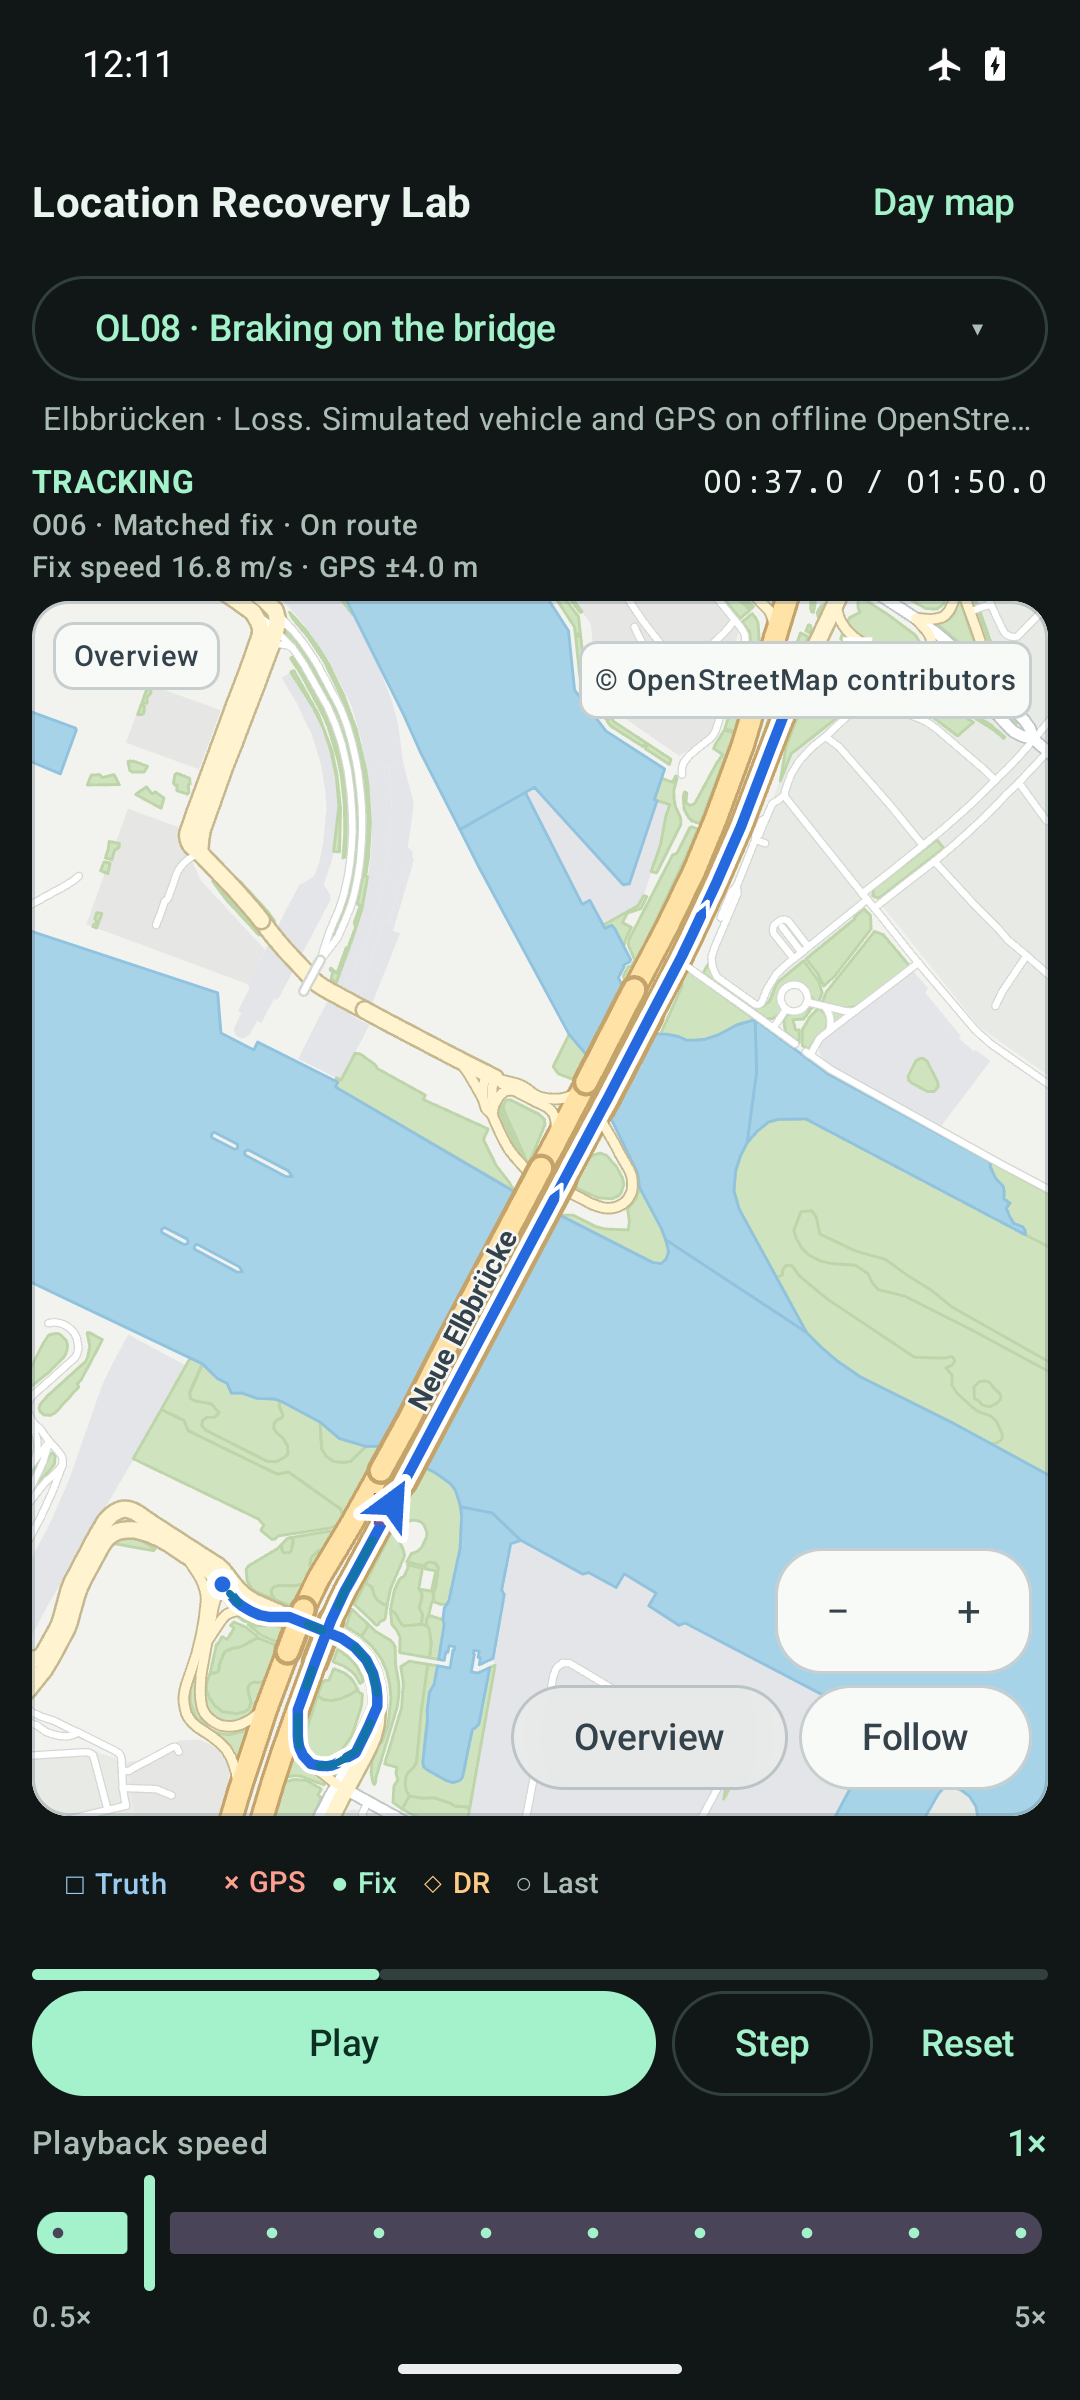 12:11
Location Recovery Lab
Day map
OL08 · Braking on the bridge ▾
Elbbrücken · Loss. Simulated vehicle and GPS on offline OpenStre…
TRACKING
00:37.0 / 01:50.0
O06 · Matched fix · On route
Fix speed 16.8 m/s · GPS ±4.0 m
Overview
© OpenStreetMap contributors
Neue Elbbrücke
− +
Overview
Follow
□ Truth × GPS ● Fix ◇ DR ○ Last
Play
Step
Reset
Playback speed
1×
0.5×
5×